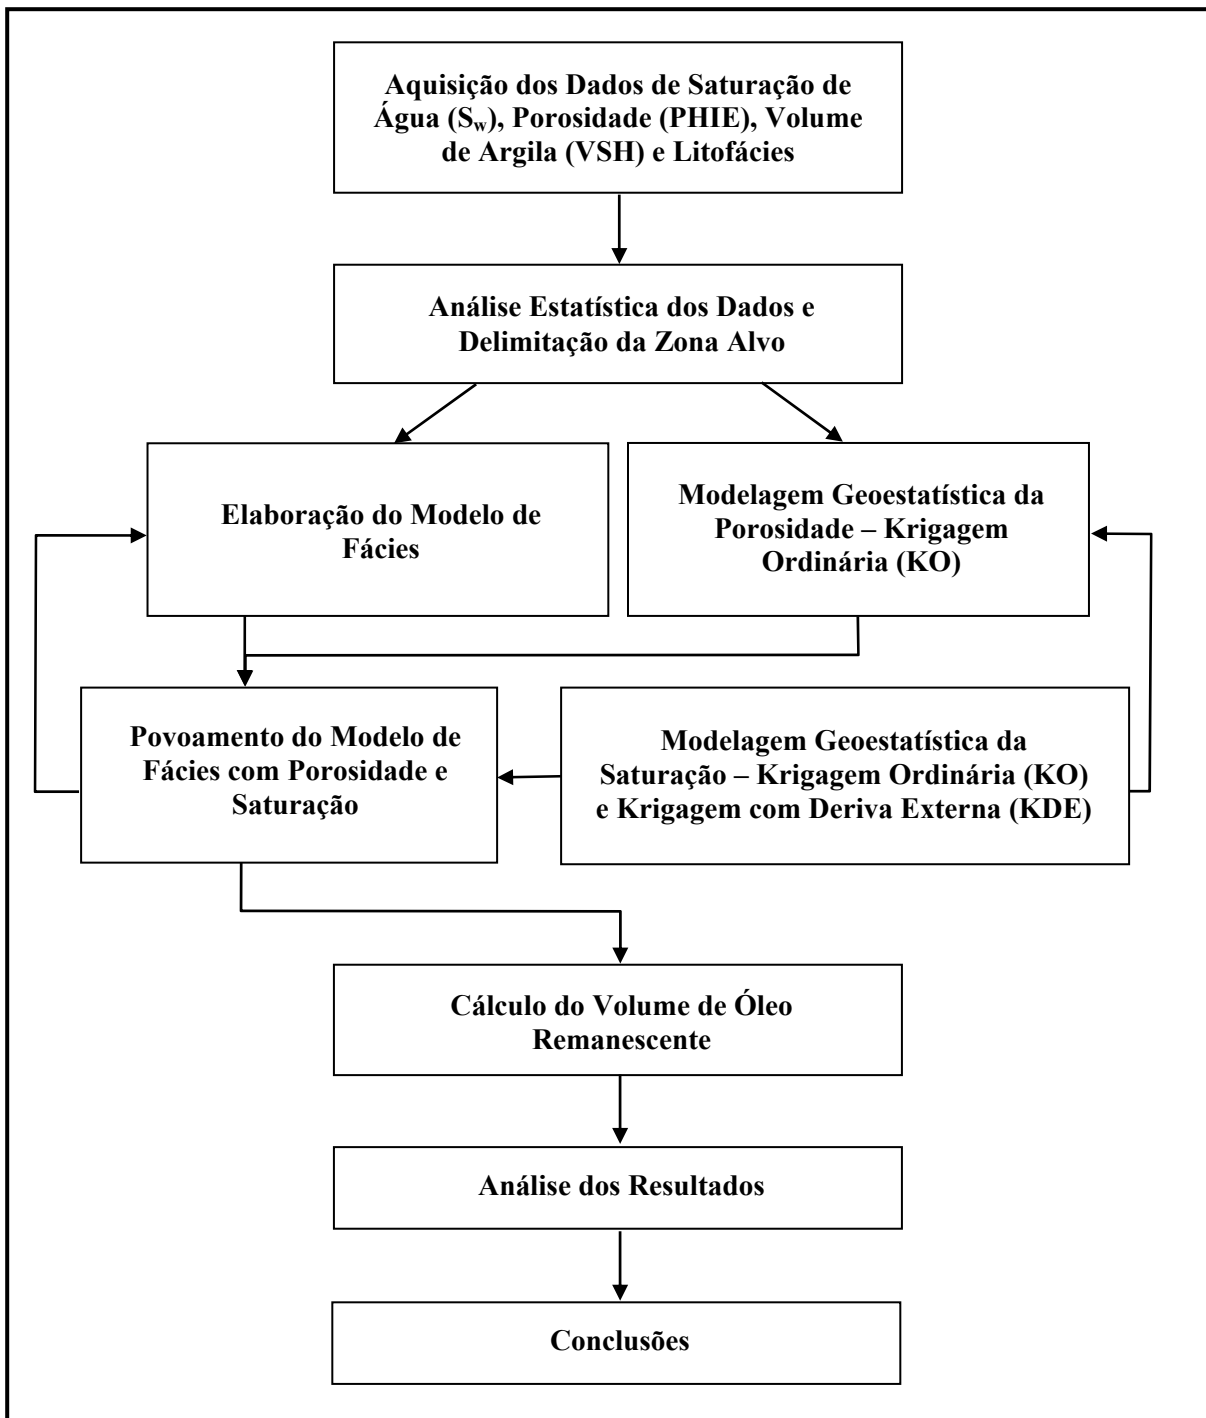 Aquisição dos Dados de Saturação de
Água (Sw), Porosidade (PHIE), Volume
de Argila (VSH) e Litofácies
Análise Estatística dos Dados e
Delimitação da Zona Alvo
Elaboração do Modelo de
Fácies
Modelagem Geoestatística da
Porosidade – Krigagem
Ordinária (KO)
Povoamento do Modelo de
Fácies com Porosidade e
Saturação
Modelagem Geoestatística da
Saturação – Krigagem Ordinária (KO)
e Krigagem com Deriva Externa (KDE)
Cálculo do Volume de Óleo
Remanescente
Análise dos Resultados
Conclusões